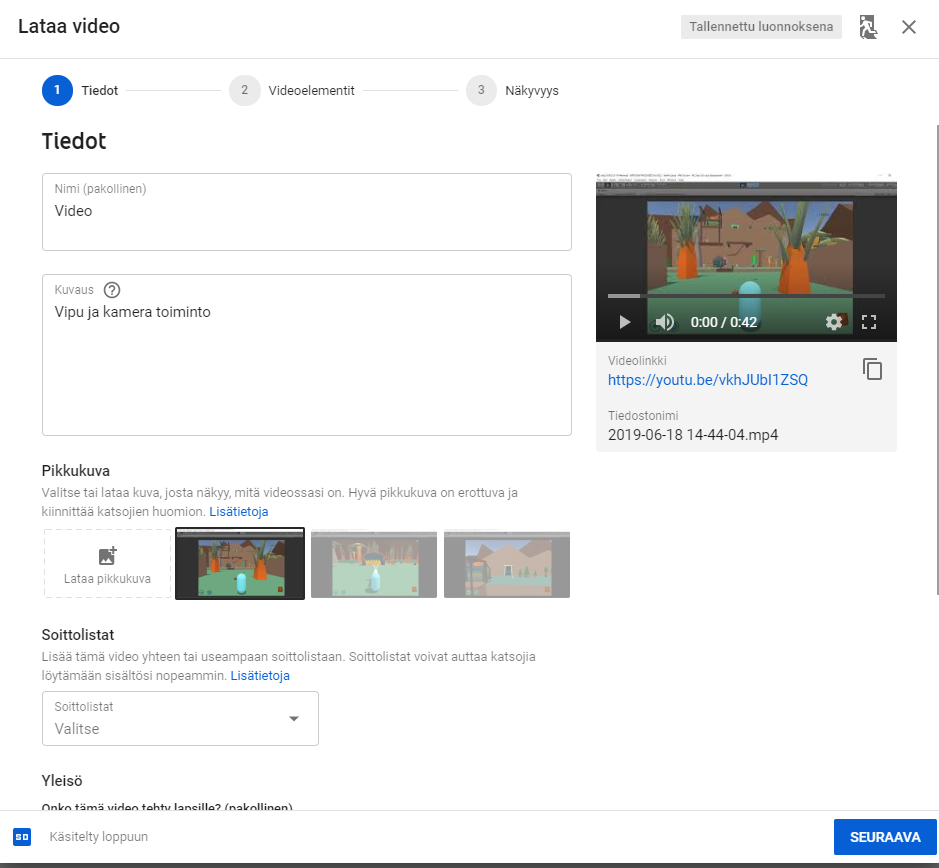 Lataa video
Tallennettu luonnoksena
1 Tiedot
2 Videoelementit
3 Näkyvyys
Tiedot
Nimi (pakollinen)
Video
Kuvaus ?
Vipu ja kamera toiminto
0:00 / 0:42
Videolinkki
https://youtu.be/vkhJUbI1ZSQ
Tiedostonimi
2019-06-18 14-44-04.mp4
Pikkukuva
Valitse tai lataa kuva, josta näkyy, mitä videossasi on. Hyvä pikkukuva on erottuva ja
kiinnittää katsojien huomion. Lisätietoja
Lataa pikkukuva
Soittolistat
Lisää tämä video yhteen tai useampaan soittolistaan. Soittolistat voivat auttaa katsojia
löytämään sisältösi nopeammin. Lisätietoja
Soittolistat
Valitse
Yleisö
Onko tämä video tehty lapsille? (pakollinen)
SD Käsitelty loppuun
SEURAAVA